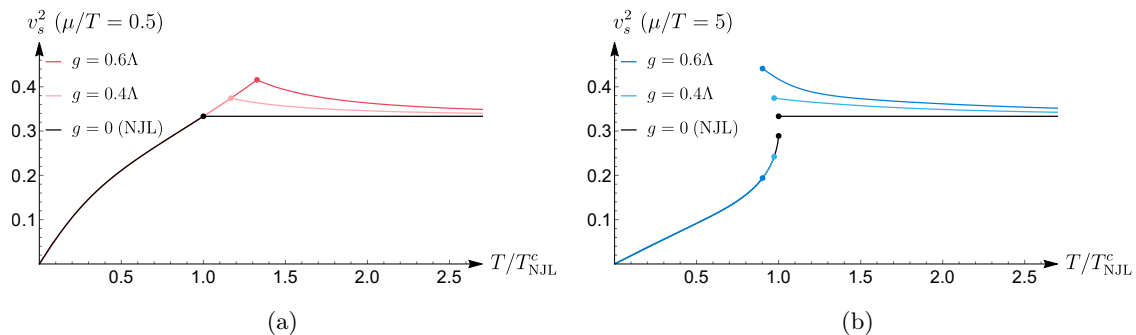 v_s^2 (μ/T = 0.5)
g = 0.6Λ
g = 0.4Λ
g = 0 (NJL)
0.4
0.3
0.2
0.1
0.5
1.0
1.5
2.0
2.5
T/T^c_NJL
(a)
v_s^2 (μ/T = 5)
g = 0.6Λ
g = 0.4Λ
g = 0 (NJL)
0.4
0.3
0.2
0.1
0.5
1.0
1.5
2.0
2.5
T/T^c_NJL
(b)